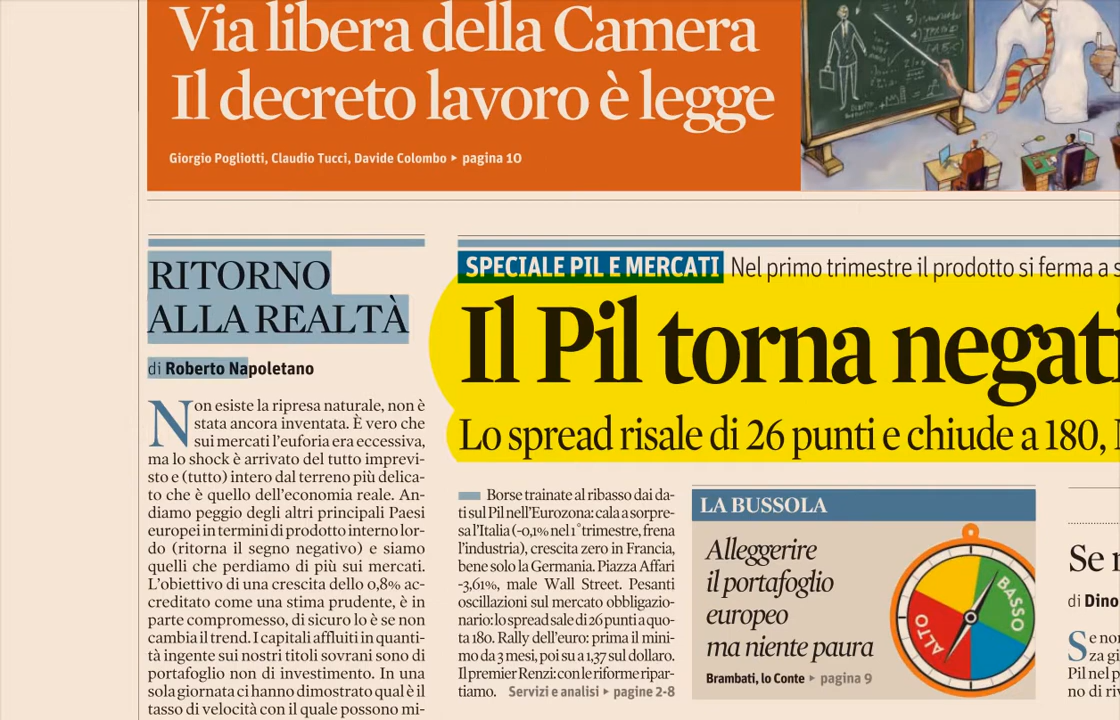 Via libera della Camera
Il decreto lavoro è legge
Giorgio Pogliotti, Claudio Tucci, Davide Colombo ▸ pagina 10
RITORNO
ALLA REALTÀ
di Roberto Napoletano
Non esiste la ripresa naturale, non è
stata ancora inventata. È vero che
sui mercati l'euforia era eccessiva,
ma lo shock è arrivato del tutto imprevi-
sto e (tutto) intero dal terreno più delica-
to che è quello dell'economia reale. An-
diamo peggio degli altri principali Paesi
europei in termini di prodotto interno lor-
do (ritorna il segno negativo) e siamo
quelli che perdiamo di più sui mercati.
L'obiettivo di una crescita dello 0,8% ac-
creditato come una stima prudente, è in
parte compromesso, di sicuro lo è se non
cambia il trend. I capitali affluiti in quanti-
tà ingente sui nostri titoli sovrani sono di
portafoglio non di investimento. In una
sola giornata ci hanno dimostrato qual è il
tasso di velocità con il quale possono mi-
SPECIALE PIL E MERCATI Nel primo trimestre il prodotto si ferma a s
Il Pil torna negati
Lo spread risale di 26 punti e chiude a 180,
Borse trainate al ribasso dai da-
ti sul Pil nell'Eurozona: cala a sorpre-
sa l'Italia (-0,1% nel 1° trimestre, frena
l'industria), crescita zero in Francia,
bene solo la Germania. Piazza Affari
-3,61%, male Wall Street. Pesanti
oscillazioni sul mercato obbligazio-
nario: lo spread sale di 26 punti a quo-
ta 180. Rally dell'euro: prima il mini-
mo da 3 mesi, poi su a 1,37 sul dollaro.
Il premier Renzi: con le riforme ripar-
tiamo. Servizi e analisi ▸ pagine 2-8
LA BUSSOLA
Alleggerire
il portafoglio
europeo
ma niente paura
Brambati, lo Conte ▸ pagina 9
BASSO
ALTO
Se
di Dino
Se non
za gi
Pil nel p
no di riv